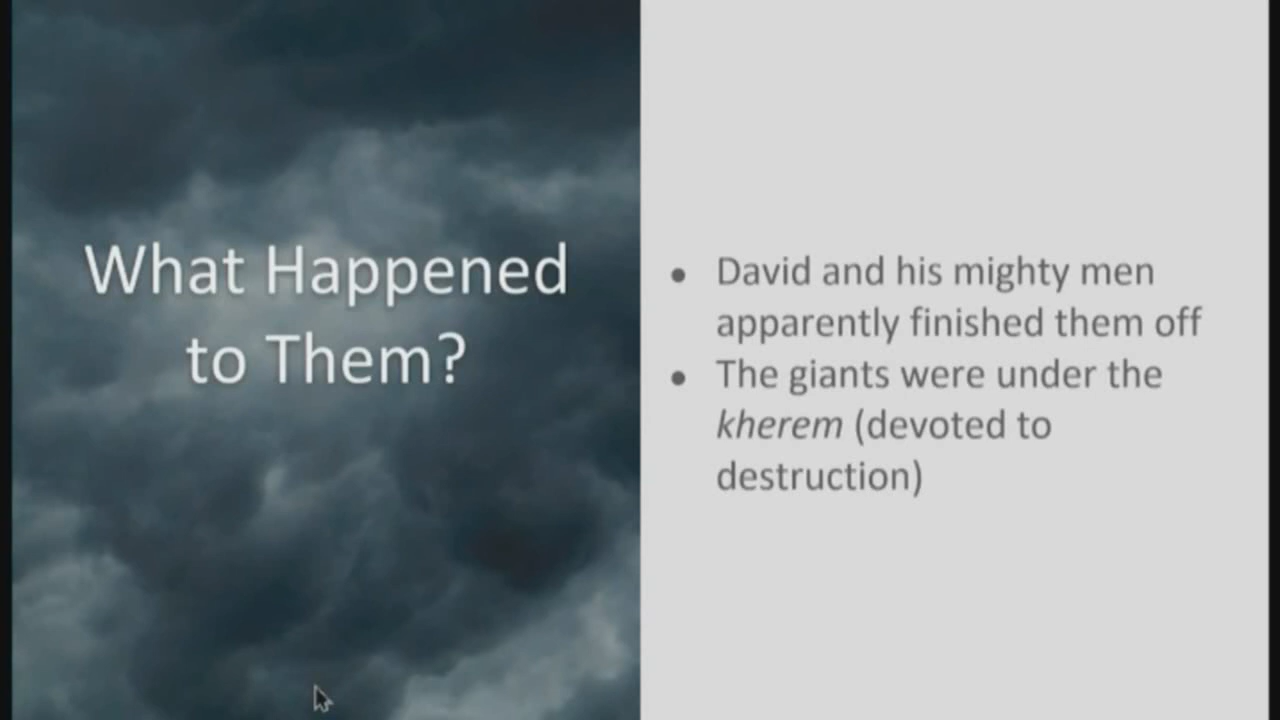 What Happened
to Them?
• David and his mighty men
apparently finished them off
• The giants were under the
kherem (devoted to
destruction)